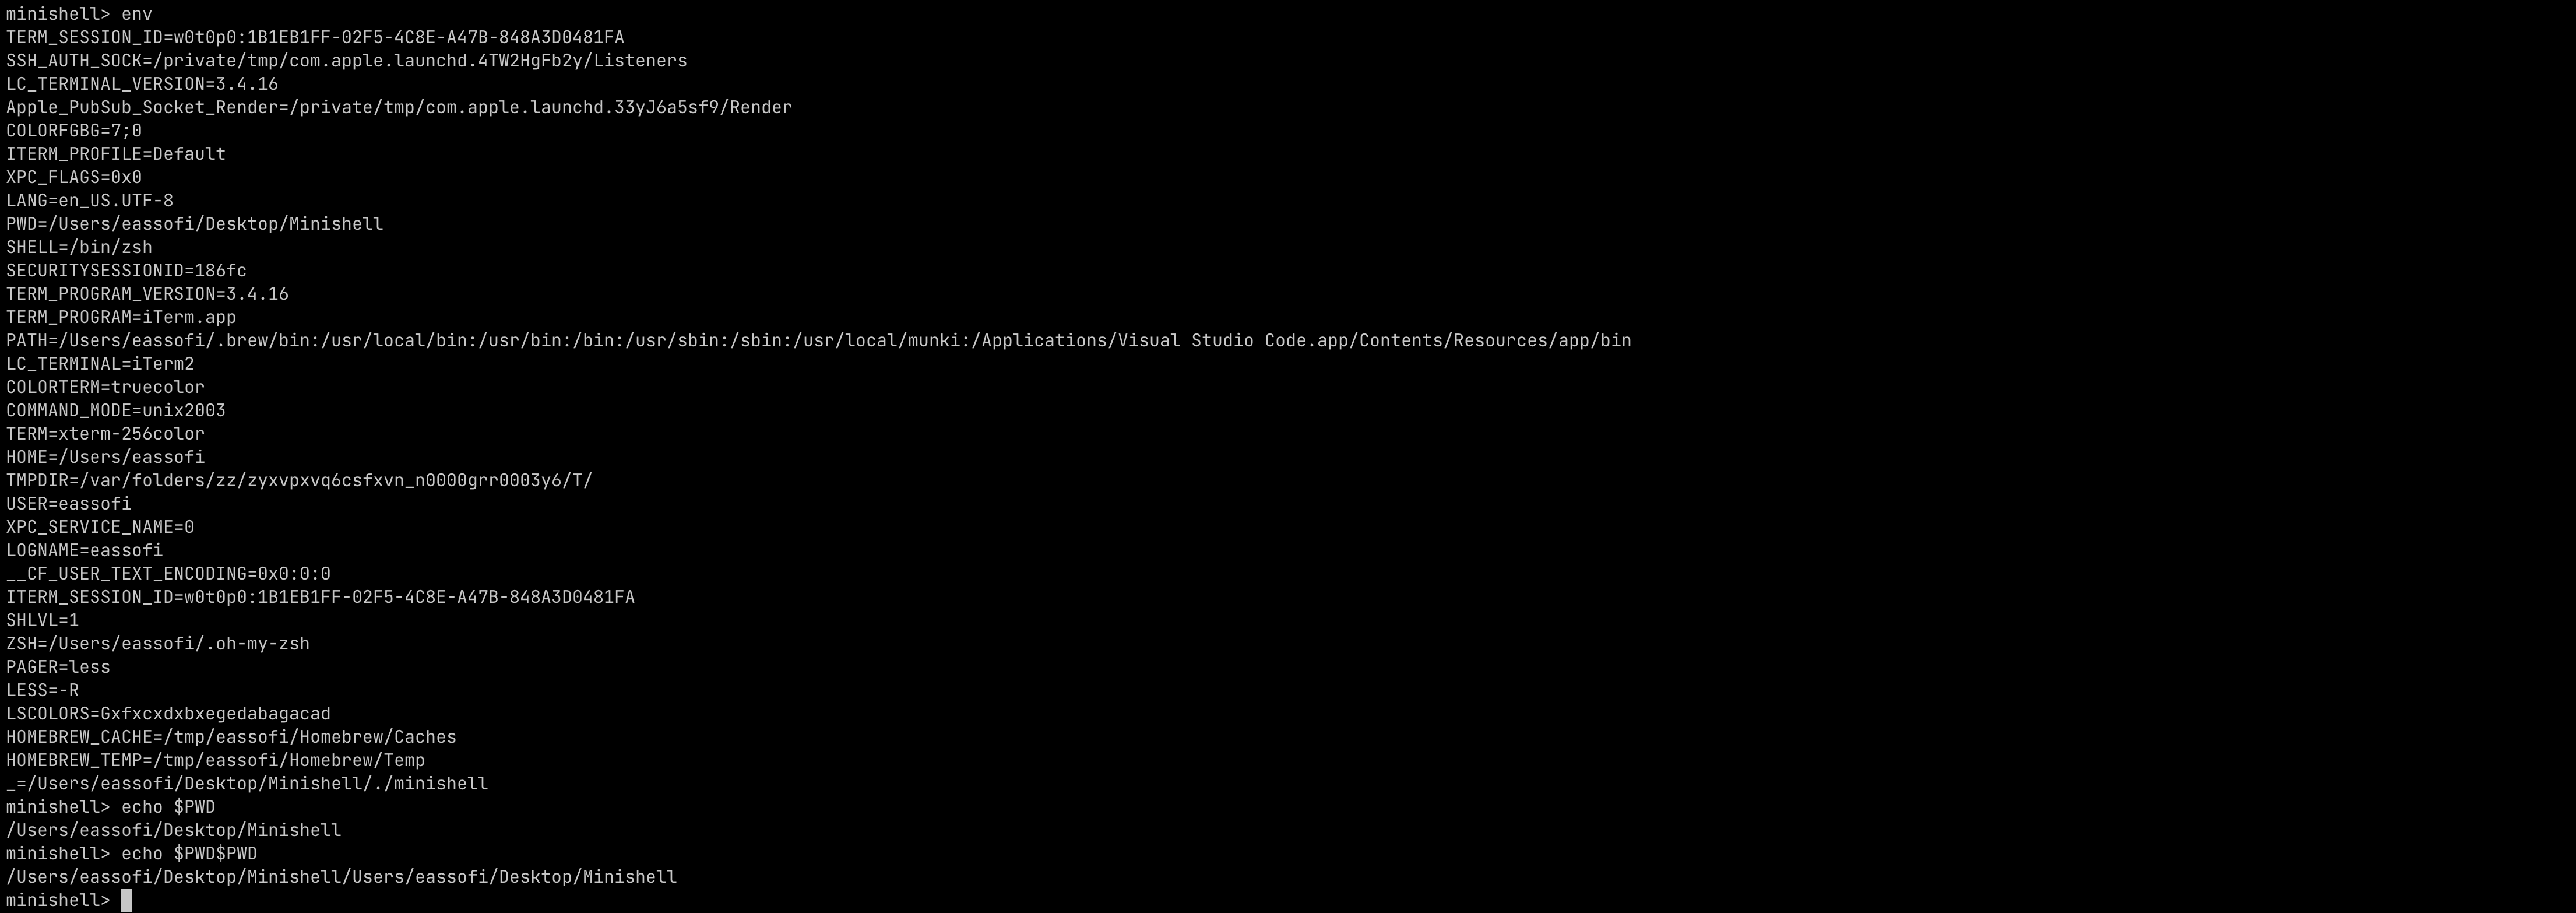 minishell> env
TERM_SESSION_ID=w0t0p0:1B1EB1FF-02F5-4C8E-A47B-848A3D0481FA
SSH_AUTH_SOCK=/private/tmp/com.apple.launchd.4TW2HgFb2y/Listeners
LC_TERMINAL_VERSION=3.4.16
Apple_PubSub_Socket_Render=/private/tmp/com.apple.launchd.33yJ6a5sf9/Render
COLORFGBG=7;0
ITERM_PROFILE=Default
XPC_FLAGS=0x0
LANG=en_US.UTF-8
PWD=/Users/eassofi/Desktop/Minishell
SHELL=/bin/zsh
SECURITYSESSIONID=186fc
TERM_PROGRAM_VERSION=3.4.16
TERM_PROGRAM=iTerm.app
PATH=/Users/eassofi/.brew/bin:/usr/local/bin:/usr/bin:/bin:/usr/sbin:/sbin:/usr/local/munki:/Applications/Visual Studio Code.app/Contents/Resources/app/bin
LC_TERMINAL=iTerm2
COLORTERM=truecolor
COMMAND_MODE=unix2003
TERM=xterm-256color
HOME=/Users/eassofi
TMPDIR=/var/folders/zz/zyxvpxvq6csfxvn_n0000grr0003y6/T/
USER=eassofi
XPC_SERVICE_NAME=0
LOGNAME=eassofi
__CF_USER_TEXT_ENCODING=0x0:0:0
ITERM_SESSION_ID=w0t0p0:1B1EB1FF-02F5-4C8E-A47B-848A3D0481FA
SHLVL=1
ZSH=/Users/eassofi/.oh-my-zsh
PAGER=less
LESS=-R
LSCOLORS=Gxfxcxdxbxegedabagacad
HOMEBREW_CACHE=/tmp/eassofi/Homebrew/Caches
HOMEBREW_TEMP=/tmp/eassofi/Homebrew/Temp
_=/Users/eassofi/Desktop/Minishell/./minishell
minishell> echo $PWD
/Users/eassofi/Desktop/Minishell
minishell> echo $PWD$PWD
/Users/eassofi/Desktop/Minishell/Users/eassofi/Desktop/Minishell
minishell>